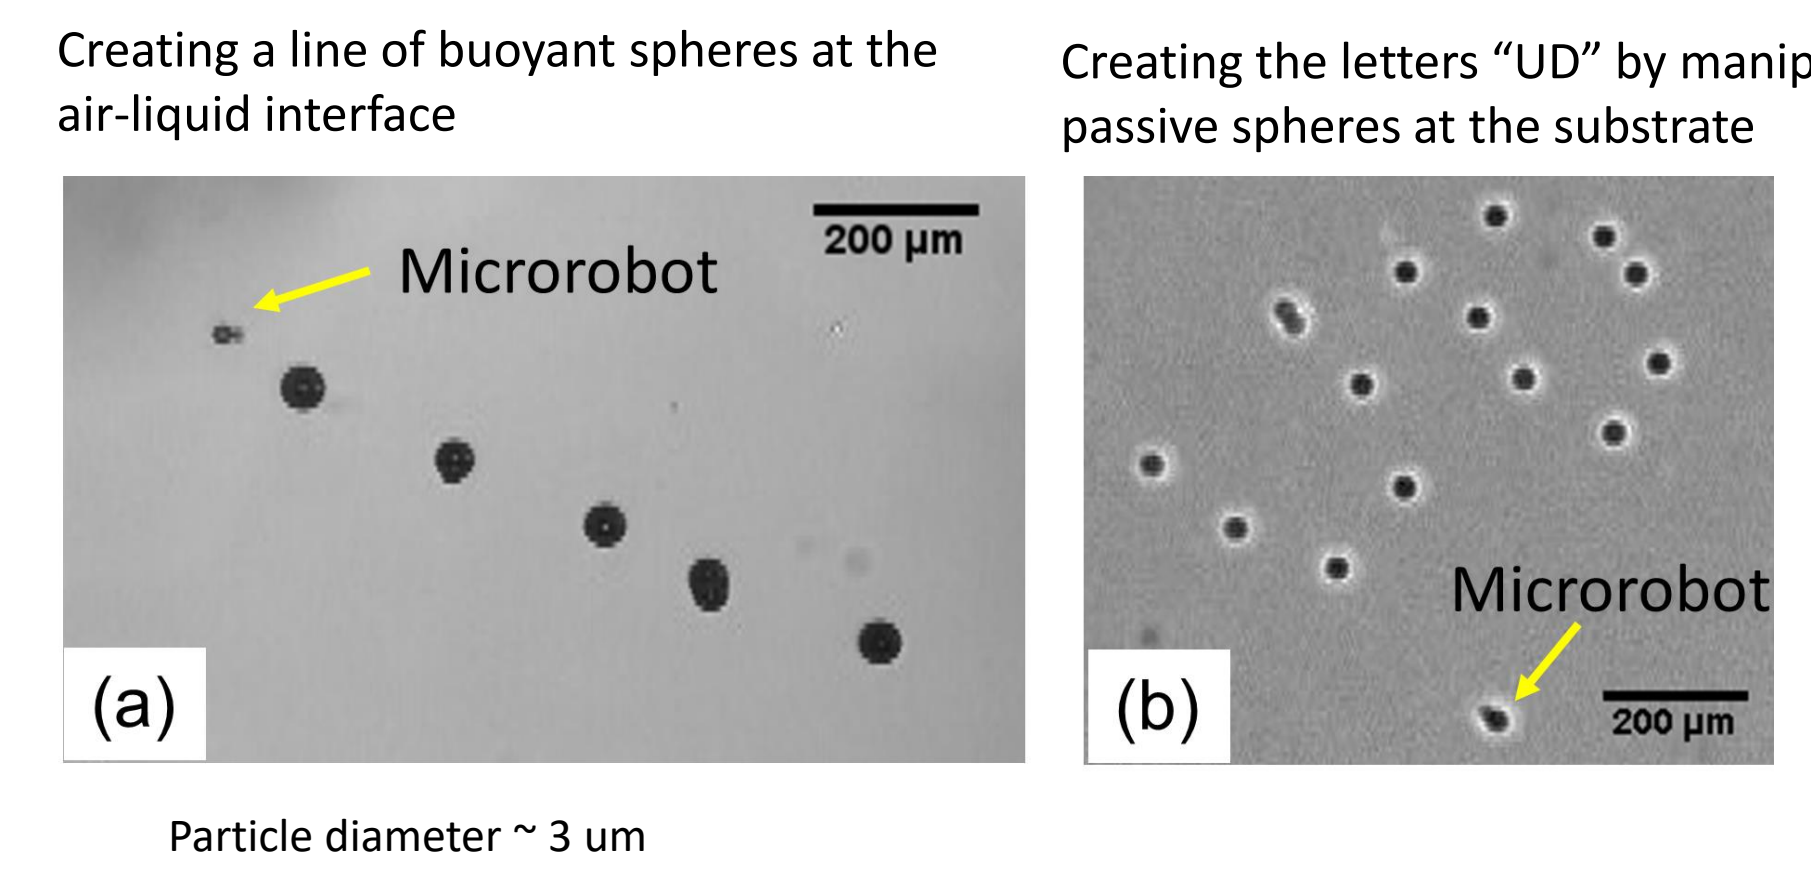 Creating a line of buoyant spheres at the
air-liquid interface
Creating the letters “UD” by manip
passive spheres at the substrate
200 µm
Microrobot
(a)
Microrobot
200 µm
(b)
Particle diameter ~ 3 um